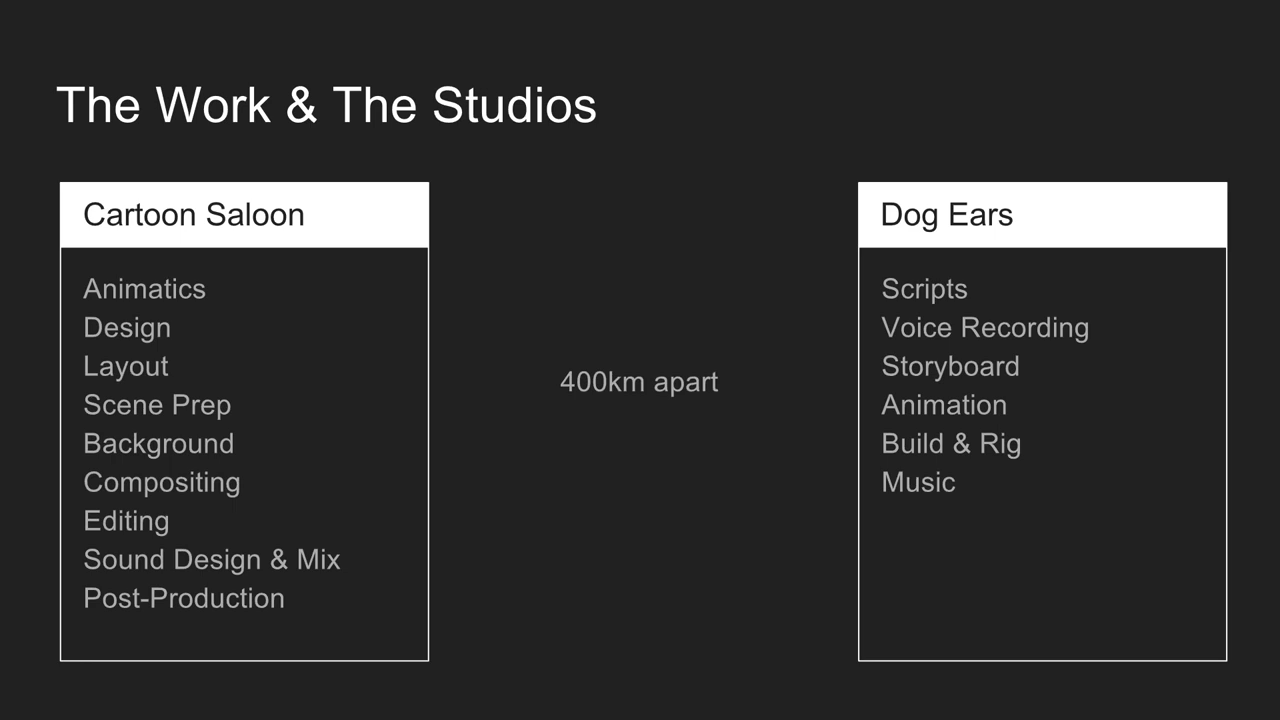 The Work & The Studios
Cartoon Saloon
Animatics
Design
Layout
Scene Prep
Background
Compositing
Editing
Sound Design & Mix
Post-Production
400km apart
Dog Ears
Scripts
Voice Recording
Storyboard
Animation
Build & Rig
Music